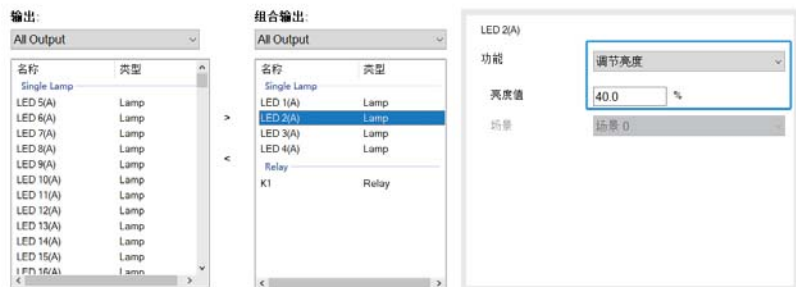 输出:
All Output
名称 类型
Single Lamp
LED 5(A) Lamp
LED 6(A) Lamp
LED 7(A) Lamp
LED 8(A) Lamp
LED 9(A) Lamp
LED 10(A) Lamp
LED 11(A) Lamp
LED 12(A) Lamp
LED 13(A) Lamp
LED 14(A) Lamp
LED 15(A) Lamp
LED 16(A) Lamp
>
<
组合输出:
All Output
名称 类型
Single Lamp
LED 1(A) Lamp
LED 2(A) Lamp
LED 3(A) Lamp
LED 4(A) Lamp
Relay
K1 Relay
LED 2(A)
功能 调节亮度
亮度值 40.0 %
场景 场景 0